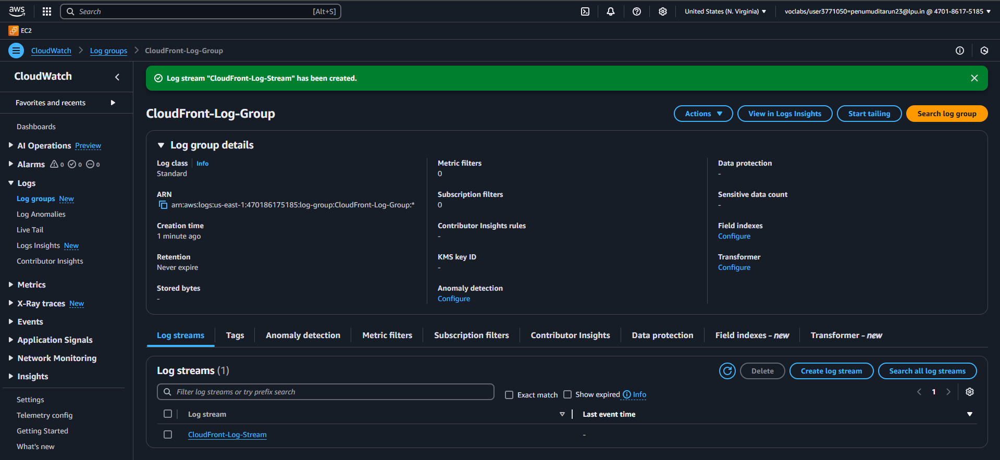 aws
Search [Alt+S]
United States (N. Virginia)
voclabs/user3771050=penumuditarun23@lpu.in @ 4701-8617-5185
EC2
CloudWatch
Log groups
CloudFront-Log-Group
CloudWatch
Favorites and recents
Dashboards
AI Operations Preview
Alarms 0 0 0
Logs
Log groups New
Log Anomalies
Live Tail
Logs Insights New
Contributor Insights
Metrics
X-Ray traces New
Events
Application Signals
Network Monitoring
Insights
Settings
Telemetry config
Getting Started
What's new
Log stream "CloudFront-Log-Stream" has been created.
CloudFront-Log-Group
Actions
View in Logs Insights
Start tailing
Search log group
Log group details
Log class Info
Standard
ARN
arn:aws:logs:us-east-1:470186175185:log-group:CloudFront-Log-Group:*
Creation time
1 minute ago
Retention
Never expire
Stored bytes
-
Metric filters
0
Subscription filters
0
Contributor Insights rules
-
KMS key ID
-
Anomaly detection
Configure
Data protection
-
Sensitive data count
-
Field indexes
Configure
Transformer
Configure
Log streams
Tags
Anomaly detection
Metric filters
Subscription filters
Contributor Insights
Data protection
Field indexes - new
Transformer - new
Log streams (1)
Delete
Create log stream
Search all log streams
Filter log streams or try prefix search
Exact match
Show expired Info
1
Log stream
Last event time
CloudFront-Log-Stream
-